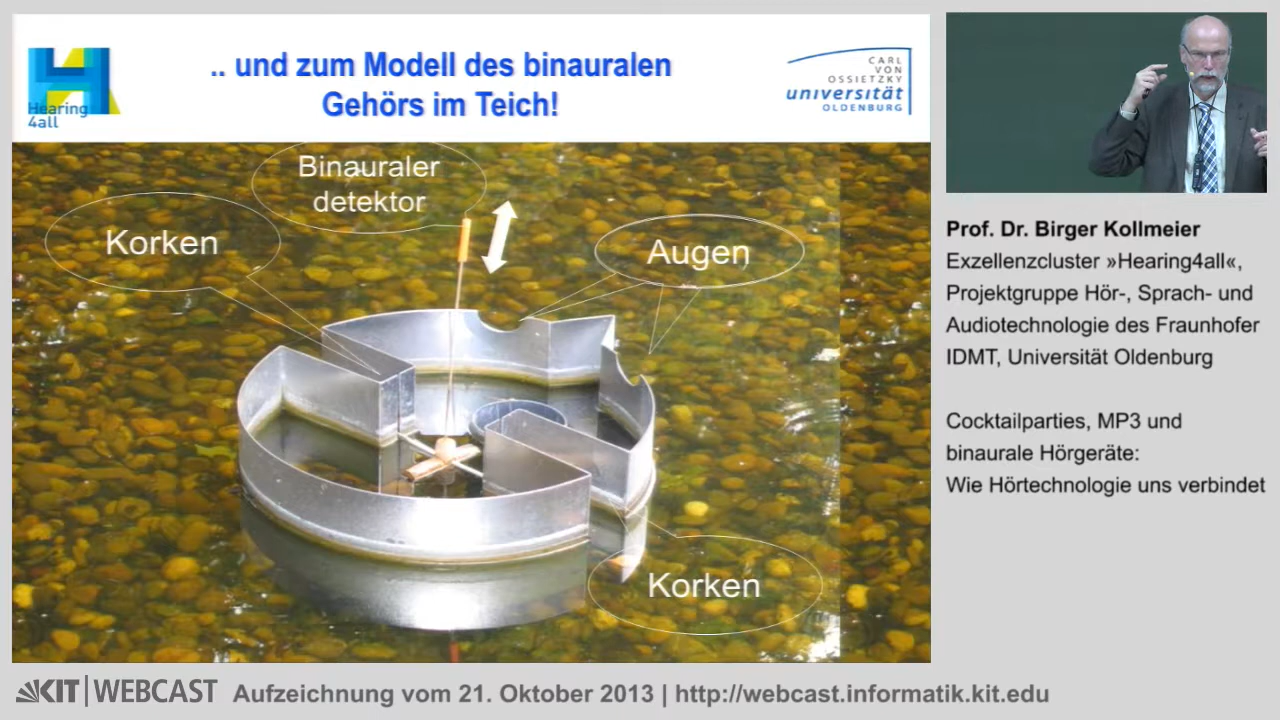 .. und zum Modell des binauralen
Gehörs im Teich!
Hearing
4all
CARL
VON
OSSIETZKY
universität
OLDENBURG
Binauraler
detektor
Korken
Augen
Korken
Prof. Dr. Birger Kollmeier
Exzellenzcluster »Hearing4all«,
Projektgruppe Hör-, Sprach- und
Audiotechnologie des Fraunhofer
IDMT, Universität Oldenburg
Cocktailparties, MP3 und
binaurale Hörgeräte:
Wie Hörtechnologie uns verbindet
KIT | WEBCAST Aufzeichnung vom 21. Oktober 2013 | http://webcast.informatik.kit.edu